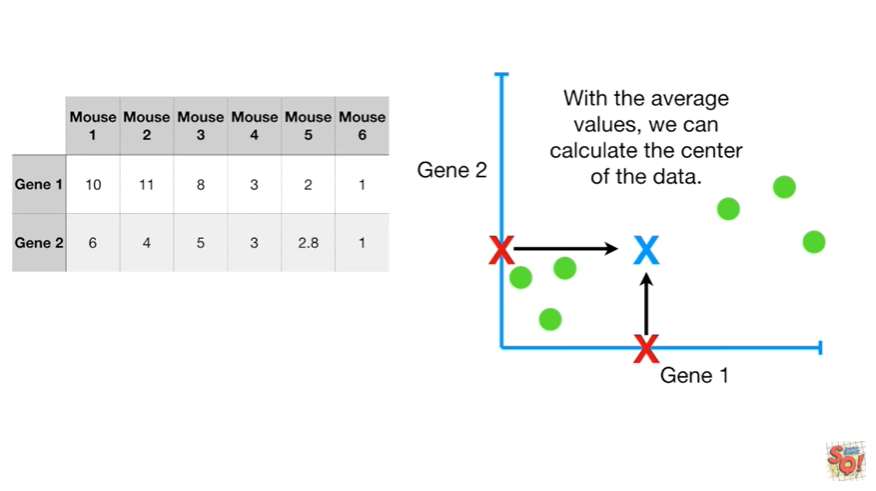 Mouse 1 Mouse 2 Mouse 3 Mouse 4 Mouse 5 Mouse 6
Gene 1 10 11 8 3 2 1
Gene 2 6 4 5 3 2.8 1
With the average
values, we can
calculate the center
of the data.
Gene 2
X X
X
Gene 1
SQ!